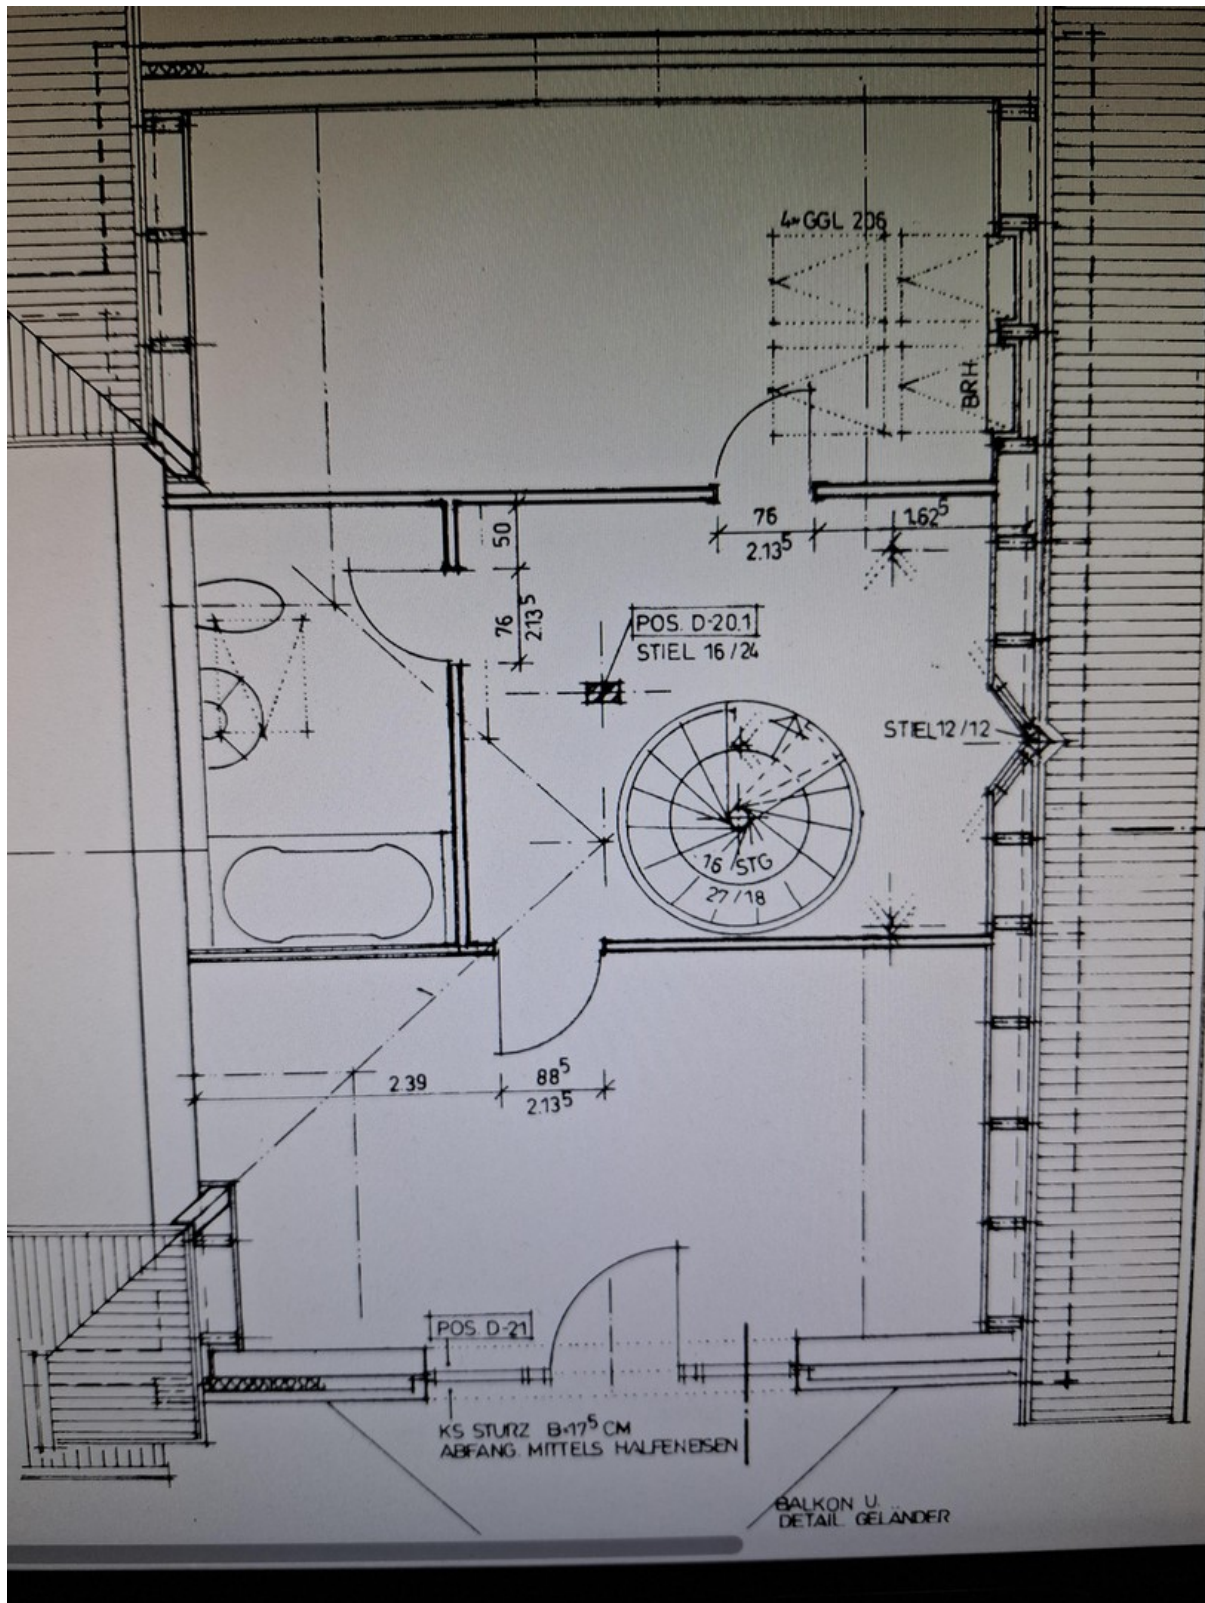 4× GGL 206
BRH.
50
76
2.13⁵
76
2.13⁵
1.62⁵
POS. D-20.1
STIEL 16/24
STIEL 12/12
16 STG
27/18
2.39
88⁵
2.13⁵
POS. D-21
KS STURZ B=17⁵ CM
ABFANG. MITTELS HALFENEISEN
BALKON U.
DETAIL GELÄNDER